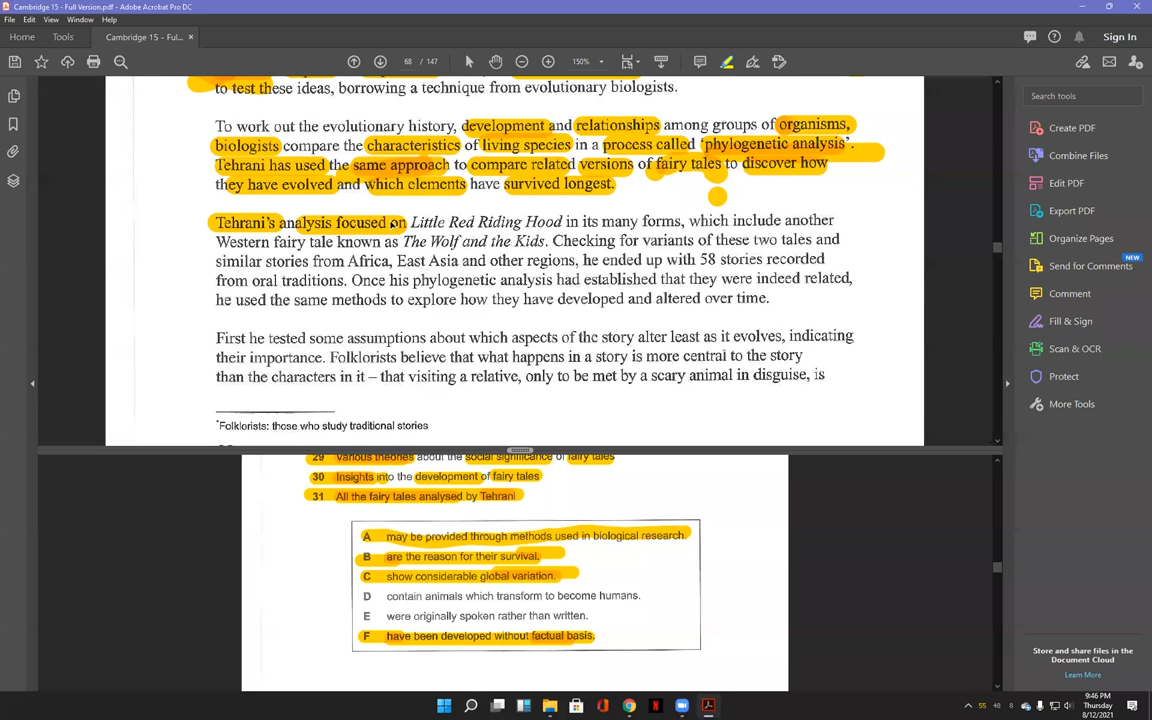 Cambridge 15 - Full Version.pdf - Adobe Acrobat Pro DC
File Edit View Window Help
Home Tools Cambridge 15 - Ful... × Sign In
68 / 147 150%
to test these ideas, borrowing a technique from evolutionary biologists.
To work out the evolutionary history, development and relationships among groups of organisms,
biologists compare the characteristics of living species in a process called 'phylogenetic analysis'.
Tehrani has used the same approach to compare related versions of fairy tales to discover how
they have evolved and which elements have survived longest.
Tehrani's analysis focused on Little Red Riding Hood in its many forms, which include another
Western fairy tale known as The Wolf and the Kids. Checking for variants of these two tales and
similar stories from Africa, East Asia and other regions, he ended up with 58 stories recorded
from oral traditions. Once his phylogenetic analysis had established that they were indeed related,
he used the same methods to explore how they have developed and altered over time.
First he tested some assumptions about which aspects of the story alter least as it evolves, indicating
their importance. Folklorists believe that what happens in a story is more central to the story
than the characters in it – that visiting a relative, only to be met by a scary animal in disguise, is
*Folklorists: those who study traditional stories
29 Various theories about the social significance of fairy tales
30 Insights into the development of fairy tales
31 All the fairy tales analysed by Tehrani
A may be provided through methods used in biological research.
B are the reason for their survival.
C show considerable global variation.
D contain animals which transform to become humans.
E were originally spoken rather than written.
F have been developed without factual basis.
Search tools
Create PDF
Combine Files
Edit PDF
Export PDF
Organize Pages
NEW
Send for Comments
Comment
Fill & Sign
Scan & OCR
Protect
More Tools
Store and share files in the
Document Cloud
Learn More
55 48 8
9:46 PM
Thursday
8/12/2021